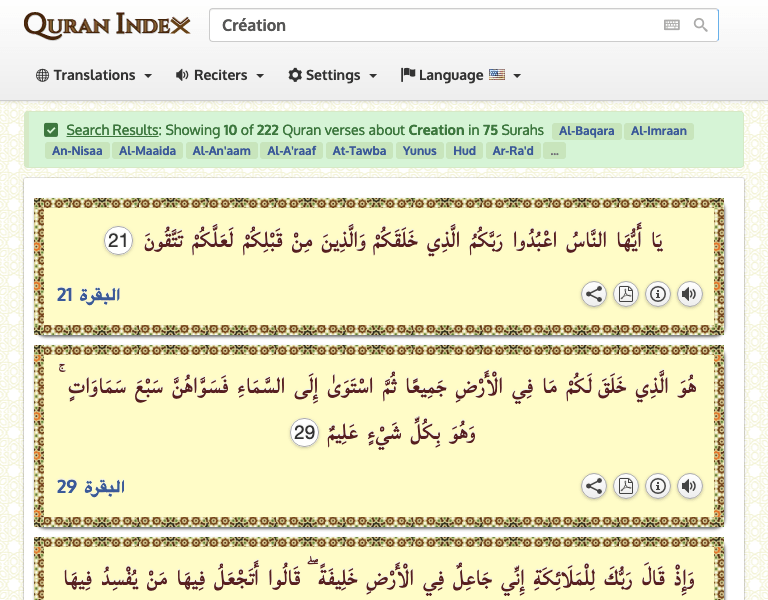 QURAN INDEX
Création
Translations Reciters Settings Language
Search Results: Showing 10 of 222 Quran verses about Creation in 75 Surahs Al-Baqara Al-Imraan
An-Nisaa Al-Maaida Al-An'aam Al-A'raaf At-Tawba Yunus Hud Ar-Ra'd ...
يَا أَيُّهَا النَّاسُ اعْبُدُوا رَبَّكُمُ الَّذِي خَلَقَكُمْ وَالَّذِينَ مِنْ قَبْلِكُمْ لَعَلَّكُمْ تَتَّقُونَ 21
البقرة 21
هُوَ الَّذِي خَلَقَ لَكُمْ مَا فِي الْأَرْضِ جَمِيعًا ثُمَّ اسْتَوَىٰ إِلَى السَّمَاءِ فَسَوَّاهُنَّ سَبْعَ سَمَاوَاتٍ ۚ
وَهُوَ بِكُلِّ شَيْءٍ عَلِيمٌ 29
البقرة 29
وَإِذْ قَالَ رَبُّكَ لِلْمَلَائِكَةِ إِنِّي جَاعِلٌ فِي الْأَرْضِ خَلِيفَةً ۖ قَالُوا أَتَجْعَلُ فِيهَا مَنْ يُفْسِدُ فِيهَا